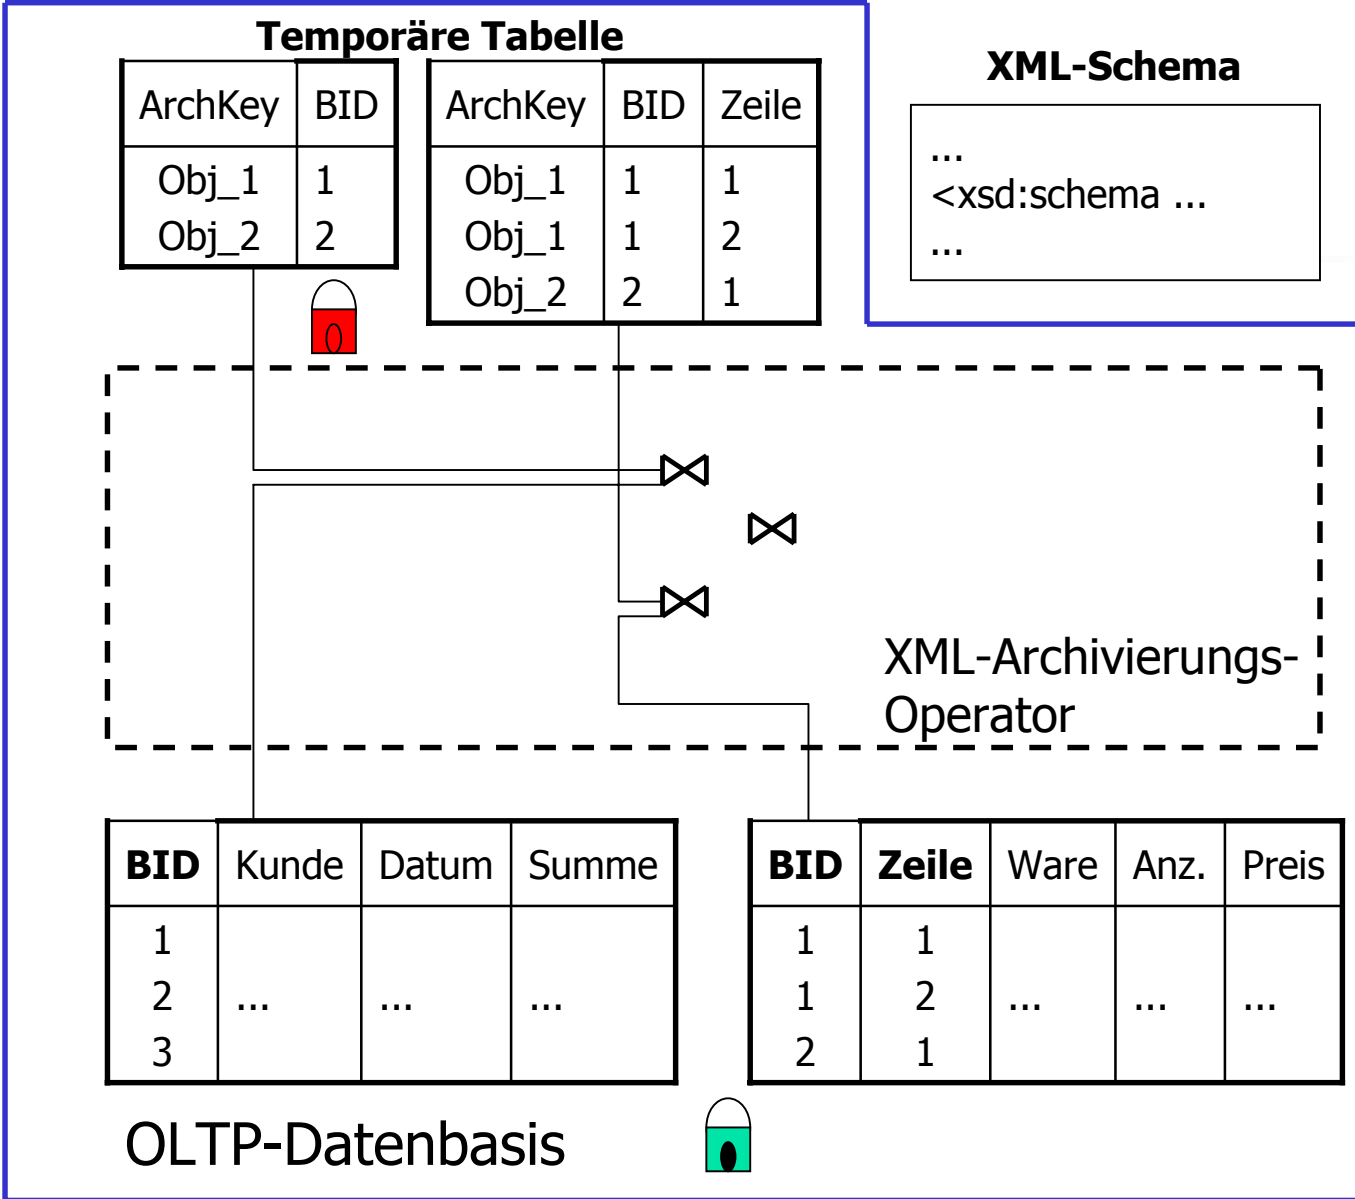 Temporäre Tabelle
ArchKey BID
Obj_1 1
Obj_2 2
ArchKey BID Zeile
Obj_1 1 1
Obj_1 1 2
Obj_2 2 1
XML-Schema
...
<xsd:schema ...
...
XML-Archivierungs-
Operator
BID Kunde Datum Summe
1
2 ... ... ...
3
BID Zeile Ware Anz. Preis
1 1
1 2 ... ... ...
2 1
OLTP-Datenbasis